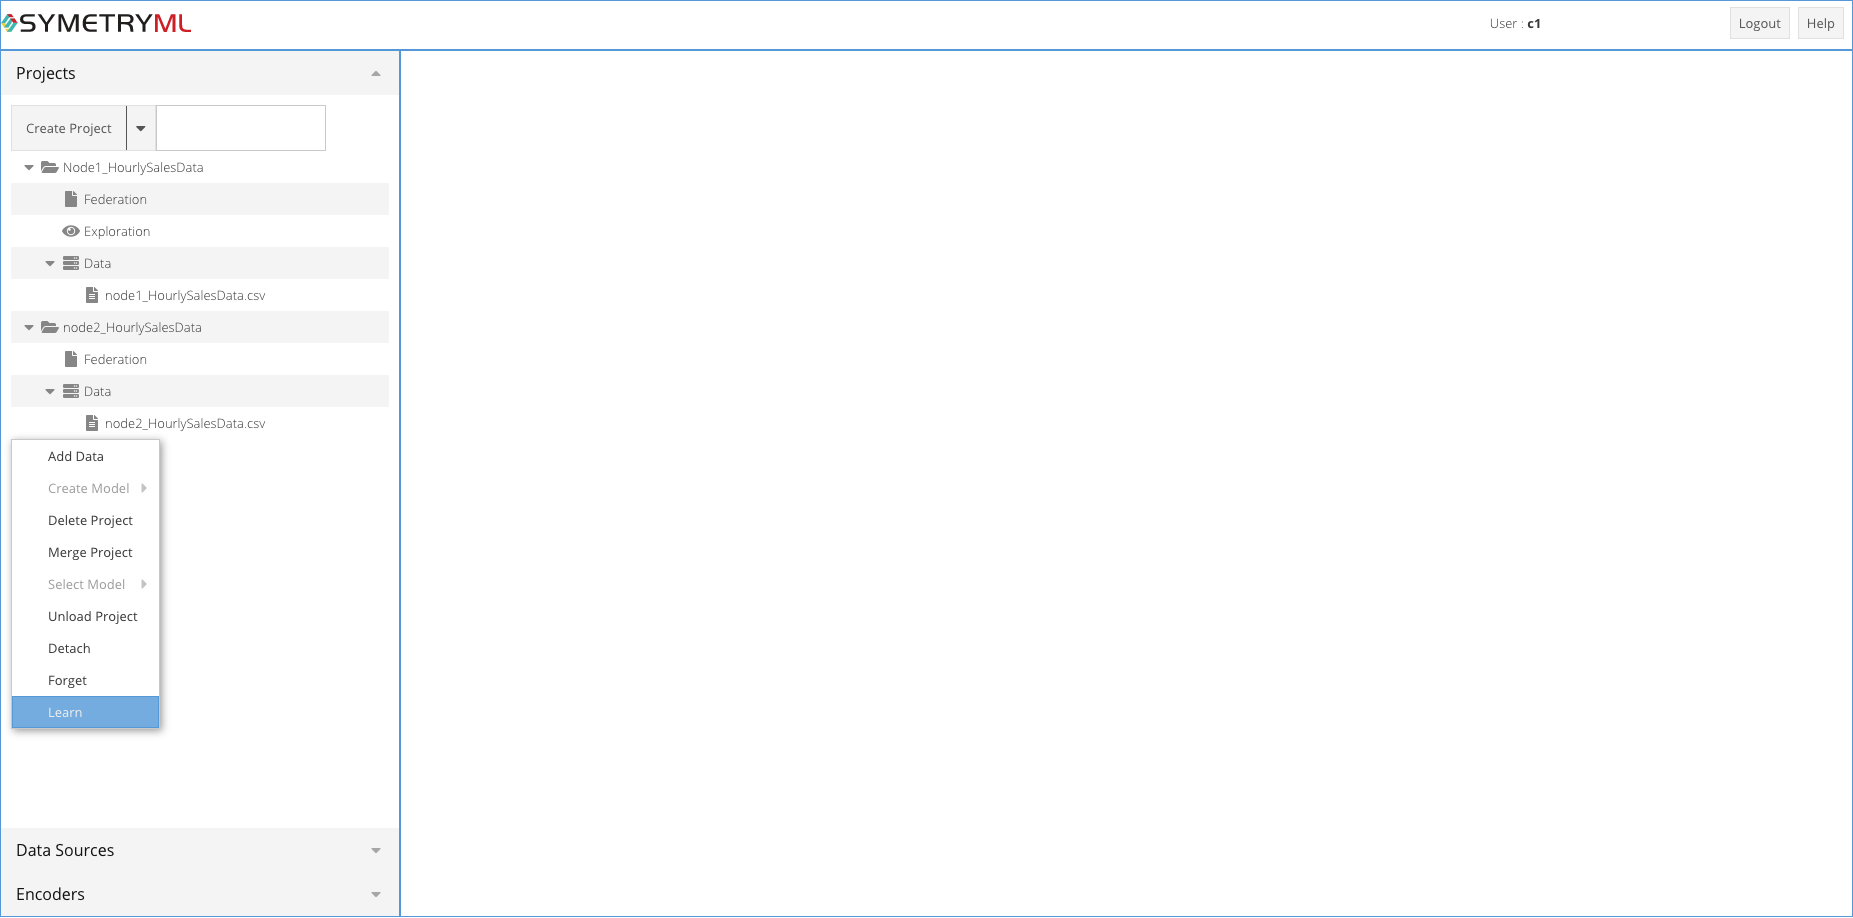 SYMETRYML
User : c1
Logout
Help
Projects
Create Project
Node1_HourlySalesData
Federation
Exploration
Data
node1_HourlySalesData.csv
node2_HourlySalesData
Federation
Data
node2_HourlySalesData.csv
Add Data
Create Model
Delete Project
Merge Project
Select Model
Unload Project
Detach
Forget
Learn
Data Sources
Encoders